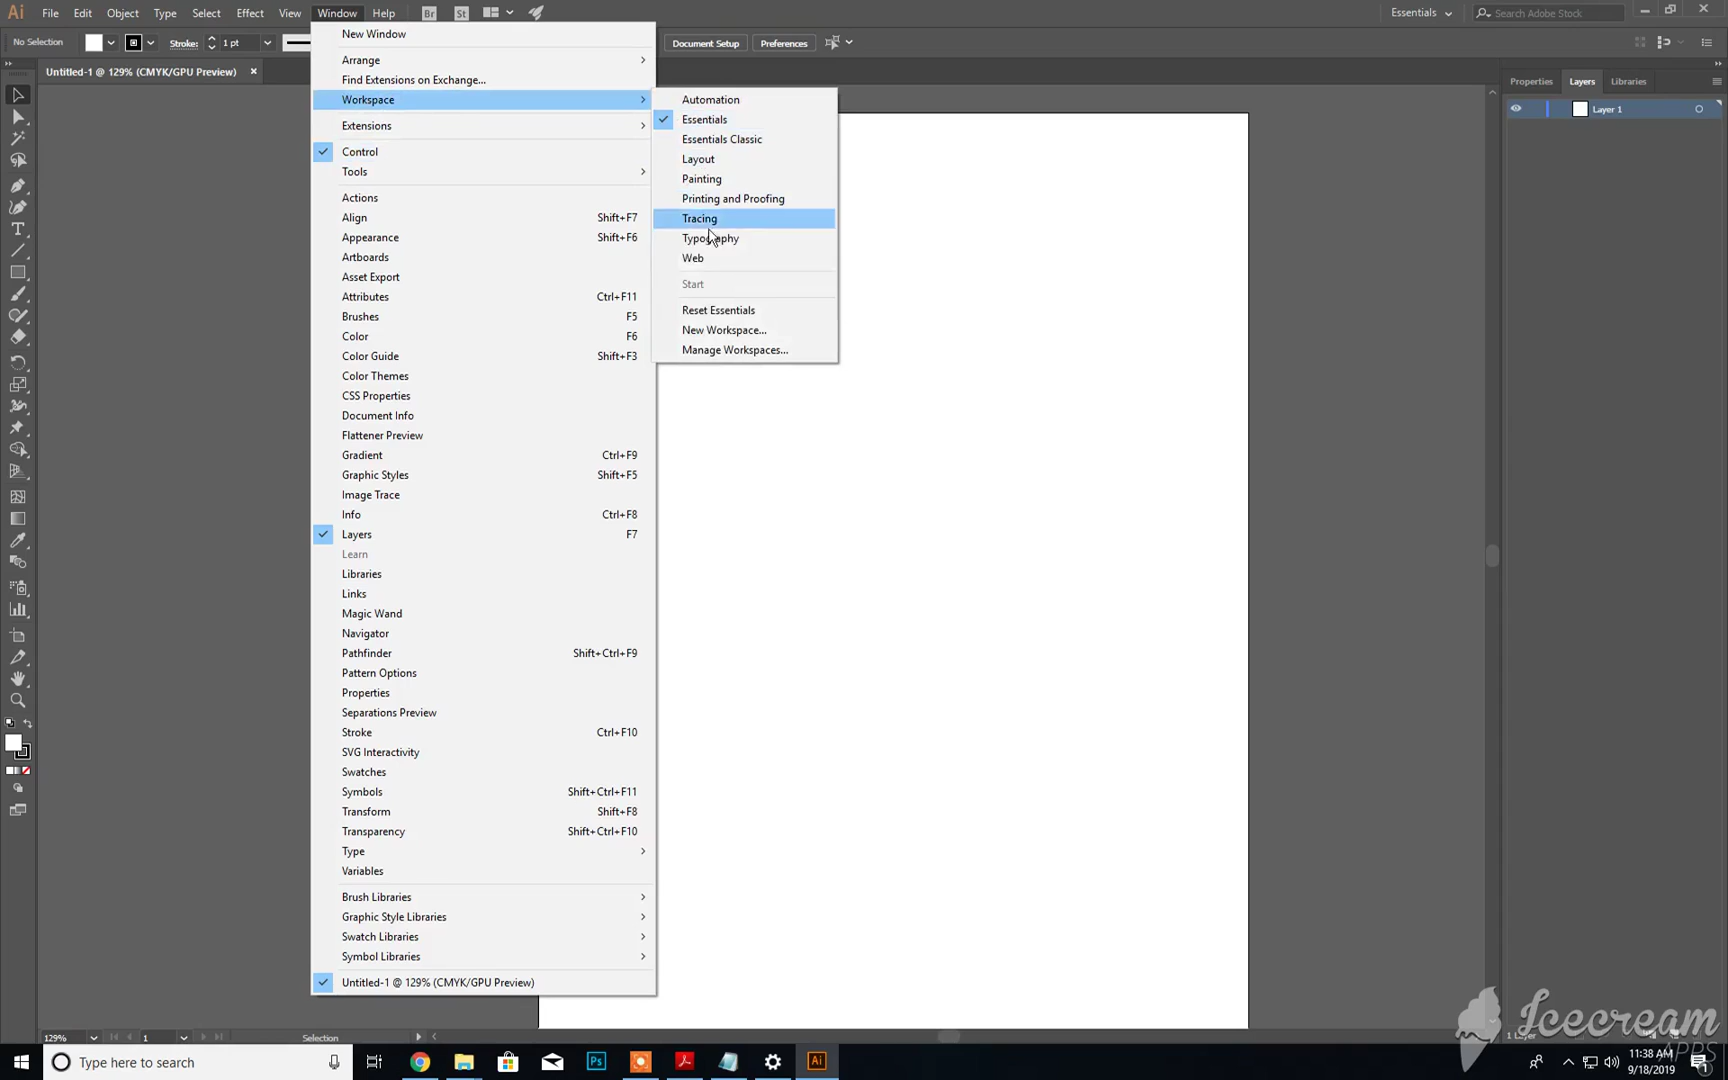 Ai File Edit Object Type Select Effect View Window Help Br St Essentials Search Adobe Stock
No Selection Stroke: 1 pt Document Setup Preferences
Untitled-1 @ 129% (CMYK/GPU Preview)
New Window
Arrange
Find Extensions on Exchange...
Workspace
Extensions
Control
Tools
Actions
Align Shift+F7
Appearance Shift+F6
Artboards
Asset Export
Attributes Ctrl+F11
Brushes F5
Color F6
Color Guide Shift+F3
Color Themes
CSS Properties
Document Info
Flattener Preview
Gradient Ctrl+F9
Graphic Styles Shift+F5
Image Trace
Info Ctrl+F8
Layers F7
Learn
Libraries
Links
Magic Wand
Navigator
Pathfinder Shift+Ctrl+F9
Pattern Options
Properties
Separations Preview
Stroke Ctrl+F10
SVG Interactivity
Swatches
Symbols Shift+Ctrl+F11
Transform Shift+F8
Transparency Shift+Ctrl+F10
Type
Variables
Brush Libraries
Graphic Style Libraries
Swatch Libraries
Symbol Libraries
Untitled-1 @ 129% (CMYK/GPU Preview)
Automation
Essentials
Essentials Classic
Layout
Painting
Printing and Proofing
Tracing
Typography
Web
Start
Reset Essentials
New Workspace...
Manage Workspaces...
Properties Layers Libraries
Layer 1
129% 1 Selection
1 Layer
Icecream
APPS
Type here to search
Ps Ai
11:38 AM
9/18/2019
1